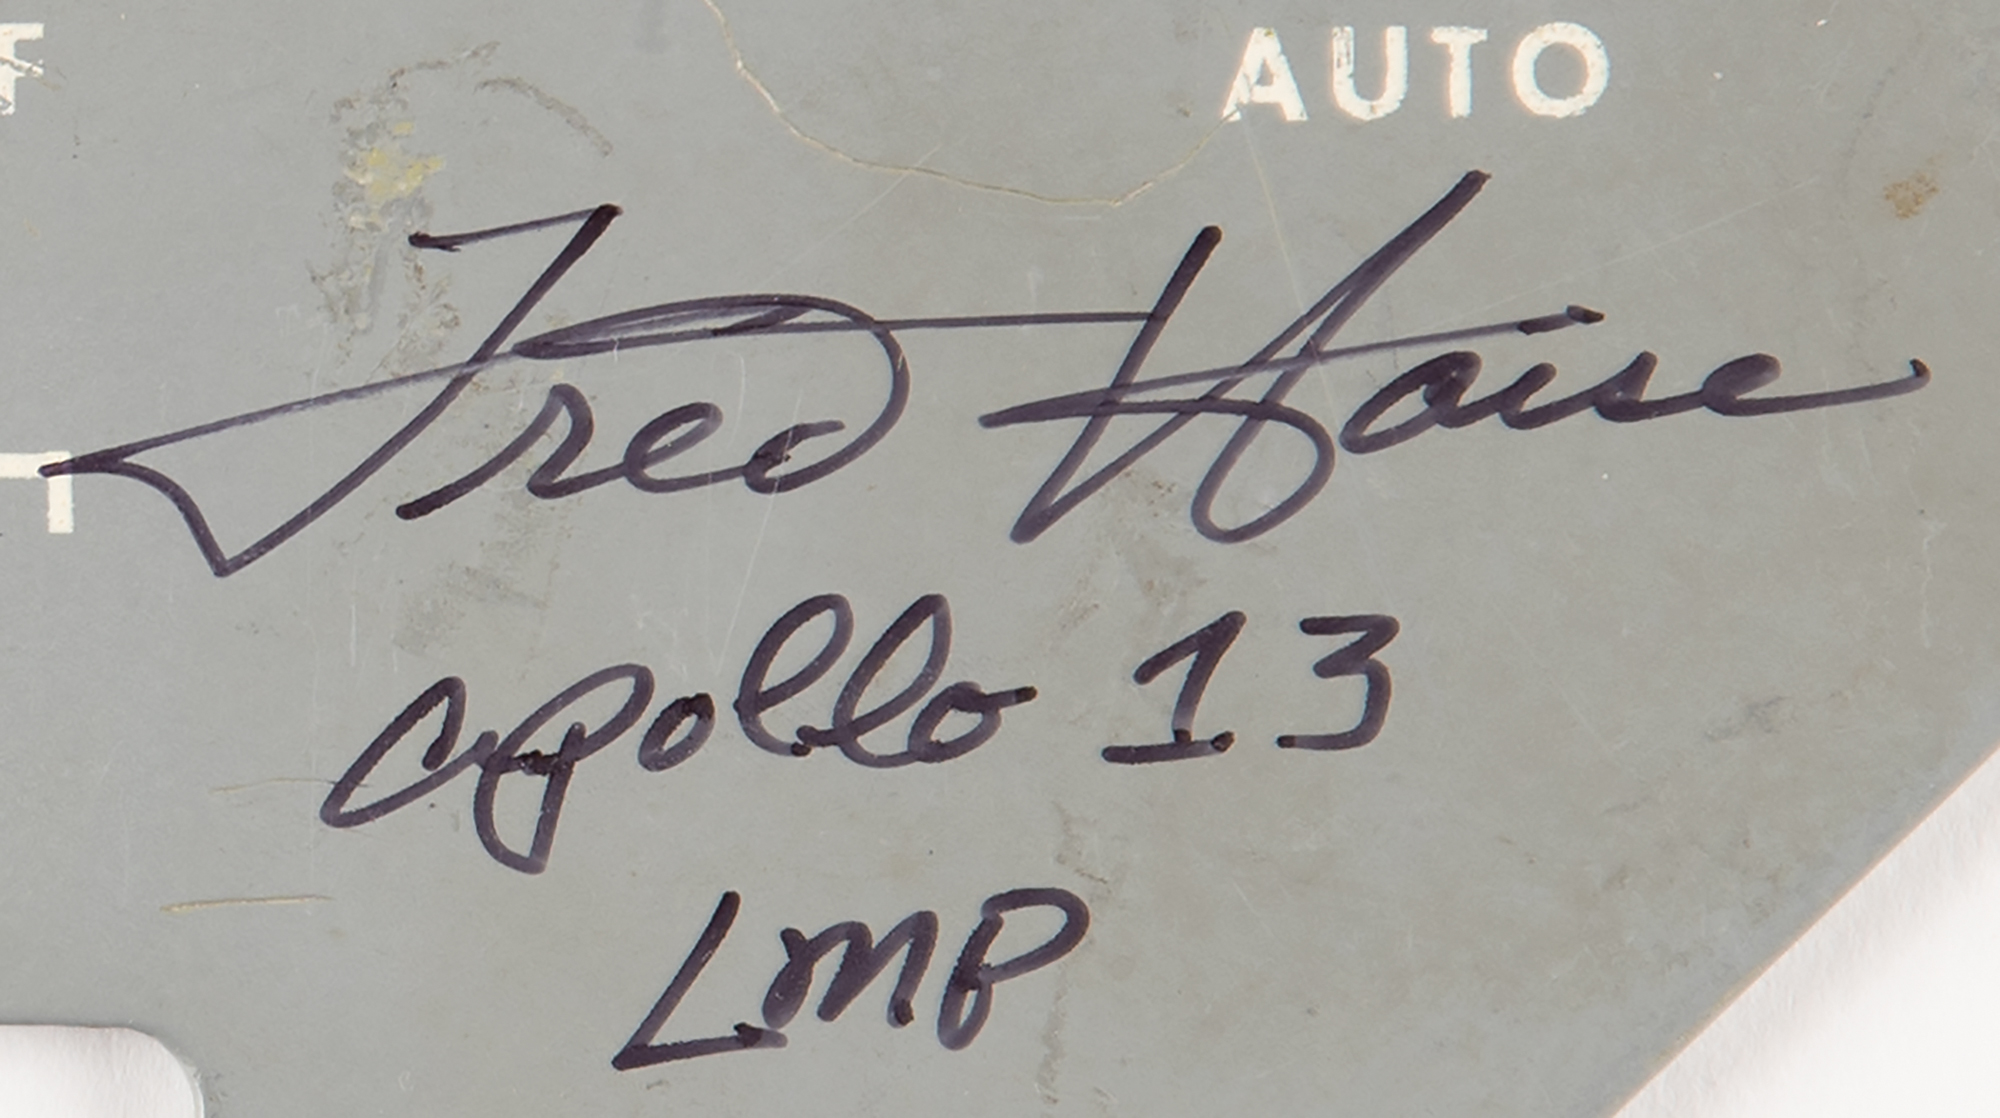 AUTO
Fred Haise
Apollo 13
LMP